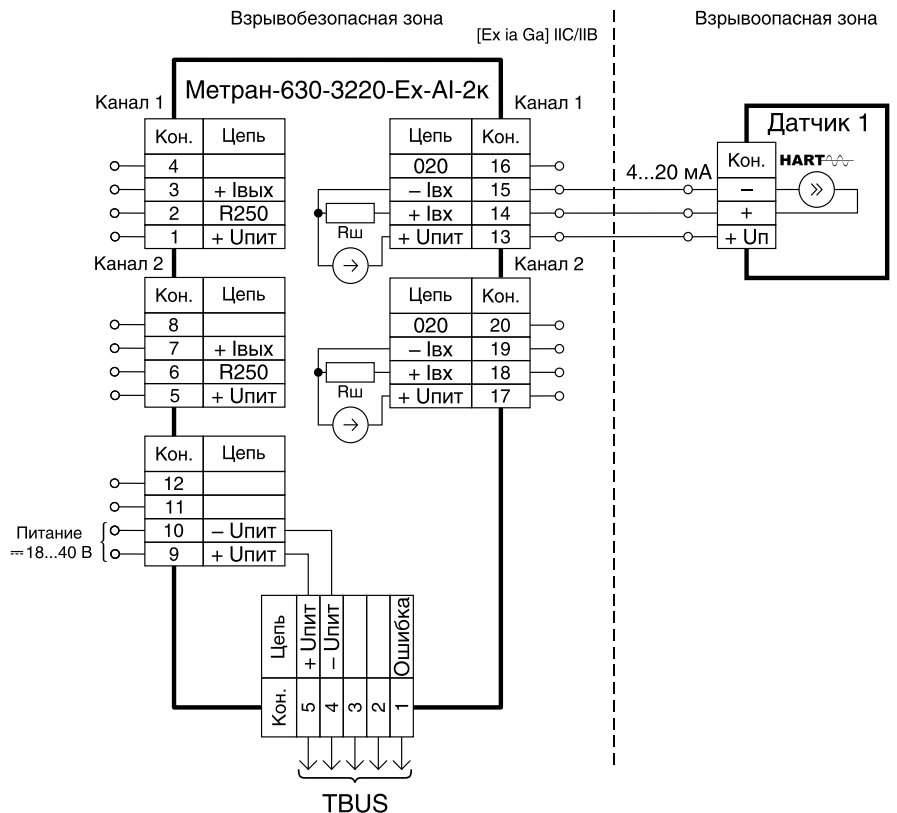 Взрывобезопасная зона
Взрывоопасная зона
[Ex ia Ga] IIC/IIB
Метран-630-3220-Ex-AI-2к
Канал 1
Кон. Цепь
4
3 + Iвых
2 R250
1 + Uпит
Канал 1
Цепь Кон.
020 16
– Iвх 15
+ Iвх 14
+ Uпит 13
Rш
4...20 мА
Датчик 1
Кон. HART
–
+
+ Uп
Канал 2
Кон. Цепь
8
7 + Iвых
6 R250
5 + Uпит
Канал 2
Цепь Кон.
020 20
– Iвх 19
+ Iвх 18
+ Uпит 17
Rш
Кон. Цепь
12
11
10 – Uпит
9 + Uпит
Питание
⎓18...40 В
Цепь + Uпит – Uпит Ошибка
Кон. 5 4 3 2 1
TBUS